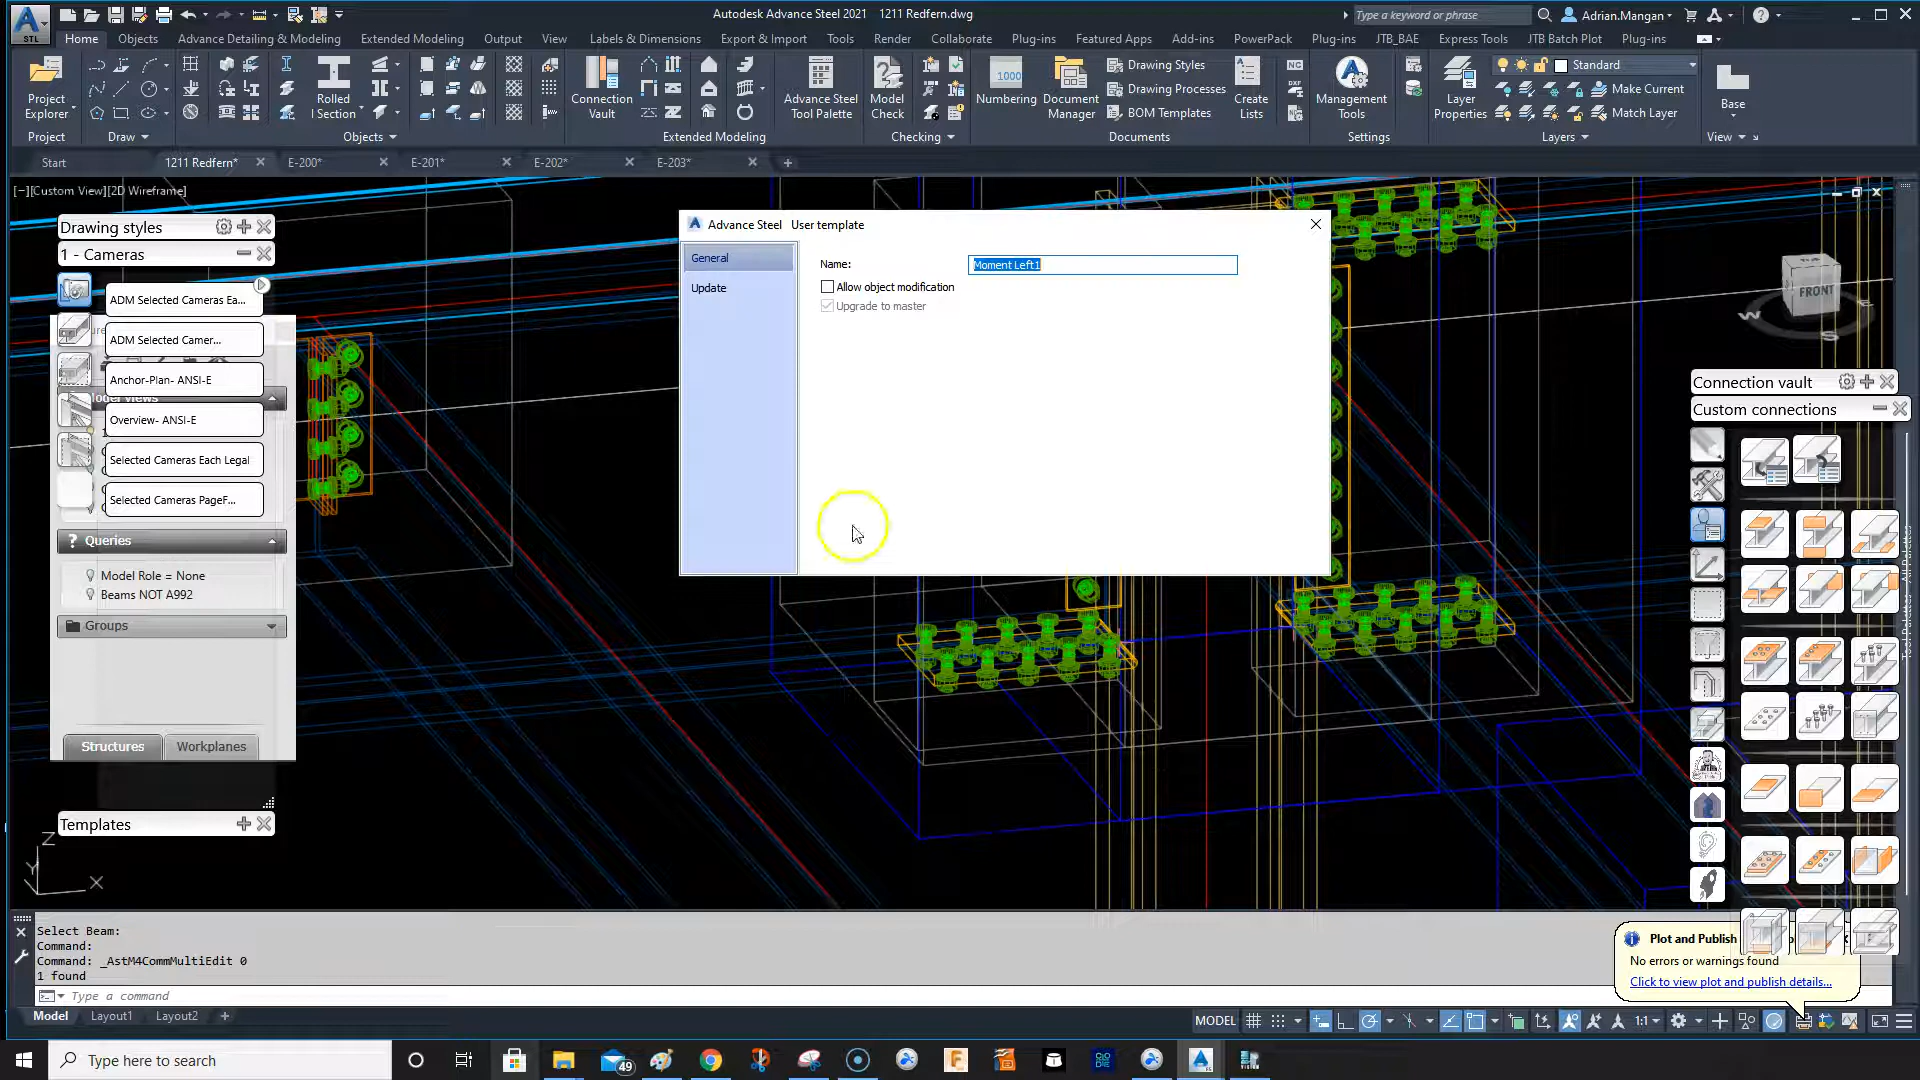 Autodesk Advance Steel 2021 1211 Redfern.dwg
Type a keyword or phrase
Adrian.Mangan
STL
Home Objects Advance Detailing & Modeling Extended Modeling Output View Labels & Dimensions Export & Import Tools Render Collaborate Plug-ins Featured Apps Add-ins PowerPack Plug-ins JTB_BAE Express Tools JTB Batch Plot Plug-ins
Project Explorer
Rolled I Section
Connection Vault
Advance Steel Tool Palette
Model Check
1000
Numbering
Document Manager
Drawing Styles
Drawing Processes
BOM Templates
Create Lists
NC
DXF
Management Tools
Layer Properties
Standard
Make Current
Match Layer
Base
Project Draw Objects Extended Modeling Checking Documents Settings Layers View
Start 1211 Redfern* E-200* E-201* E-202* E-203*
[−][Custom View][2D Wireframe]
Drawing styles
1 - Cameras
ADM Selected Cameras Ea...
ADM Selected Camer...
Anchor-Plan- ANSI-E
Overview- ANSI-E
Selected Cameras Each Legal
Selected Cameras PageF...
? Queries
Model Role = None
Beams NOT A992
Groups
Structures Workplanes
Templates
Advance Steel User template
General
Update
Name: Moment Left1
Allow object modification
Upgrade to master
FRONT
W
S
Connection vault
Custom connections
Z
Y
X
Select Beam:
Command:
Command: _AstM4CommMultiEdit 0
1 found
Type a command
Plot and Publish
No errors or warnings found
Click to view plot and publish details...
Model Layout1 Layout2
MODEL
1:1
Type here to search
49